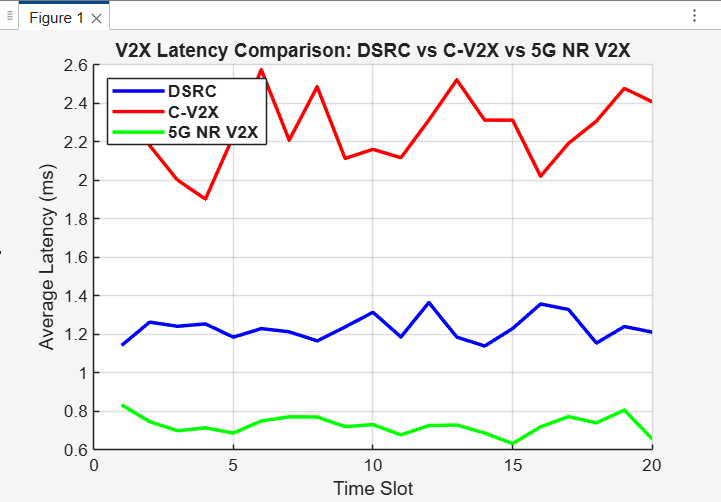 Figure 1
V2X Latency Comparison: DSRC vs C-V2X vs 5G NR V2X
DSRC
C-V2X
5G NR V2X
Average Latency (ms)
2.6
2.4
2.2
2
1.8
1.6
1.4
1.2
1
0.8
0.6
0
5
10
15
20
Time Slot